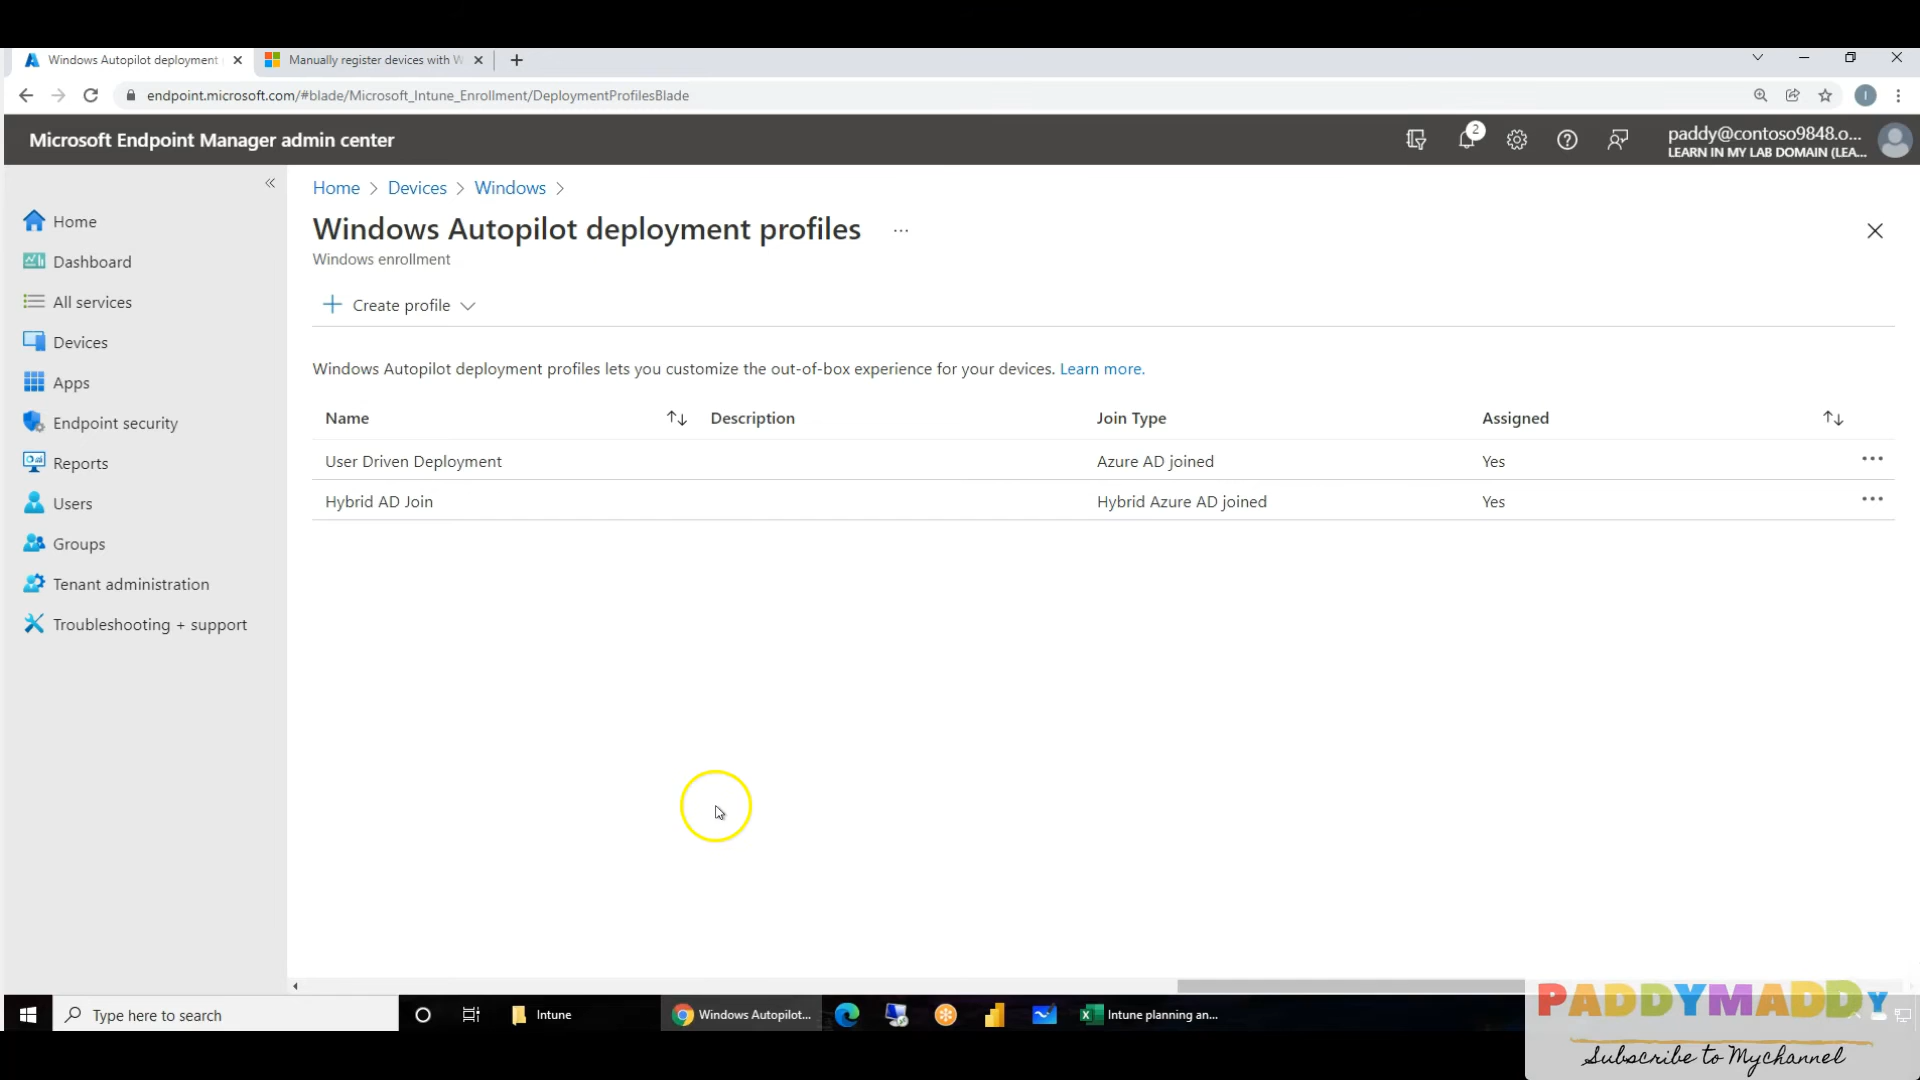 Windows Autopilot deployment
Manually register devices with W
endpoint.microsoft.com/#blade/Microsoft_Intune_Enrollment/DeploymentProfilesBlade
I
Microsoft Endpoint Manager admin center
2
paddy@contoso9848.o...
LEARN IN MY LAB DOMAIN (LEA...
Home > Devices > Windows >
Windows Autopilot deployment profiles ...
Windows enrollment
Create profile
Windows Autopilot deployment profiles lets you customize the out-of-box experience for your devices. Learn more.
Name Description Join Type Assigned
User Driven Deployment Azure AD joined Yes ...
Hybrid AD Join Hybrid Azure AD joined Yes ...
Home
Dashboard
All services
Devices
Apps
Endpoint security
Reports
Users
Groups
Tenant administration
Troubleshooting + support
Type here to search
Intune
Windows Autopilot...
Intune planning an...
PADDYMADDY
Subscribe to Mychannel